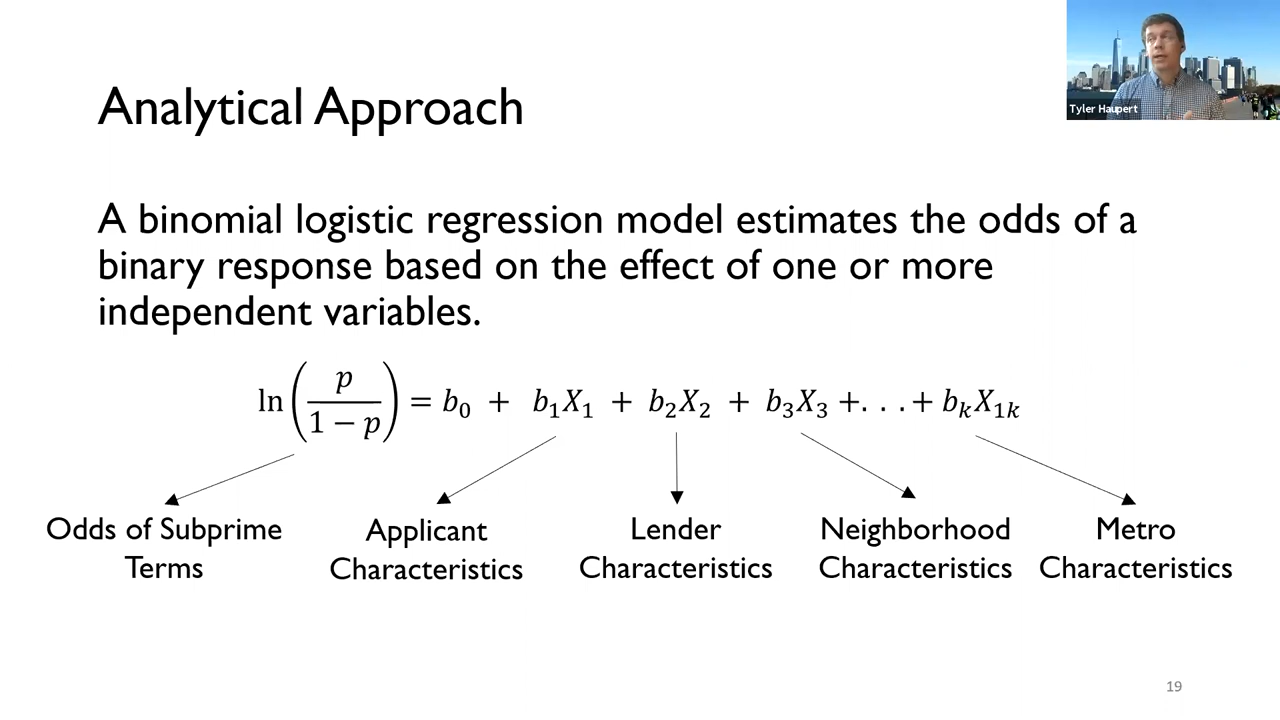 Tyler Haupert
Analytical Approach
A binomial logistic regression model estimates the odds of a
binary response based on the effect of one or more
independent variables.
ln(p/(1 − p)) = b₀ + b₁X₁ + b₂X₂ + b₃X₃ +. . .+ bₖX₁ₖ
Odds of Subprime
Terms
Applicant
Characteristics
Lender
Characteristics
Neighborhood
Characteristics
Metro
Characteristics
19